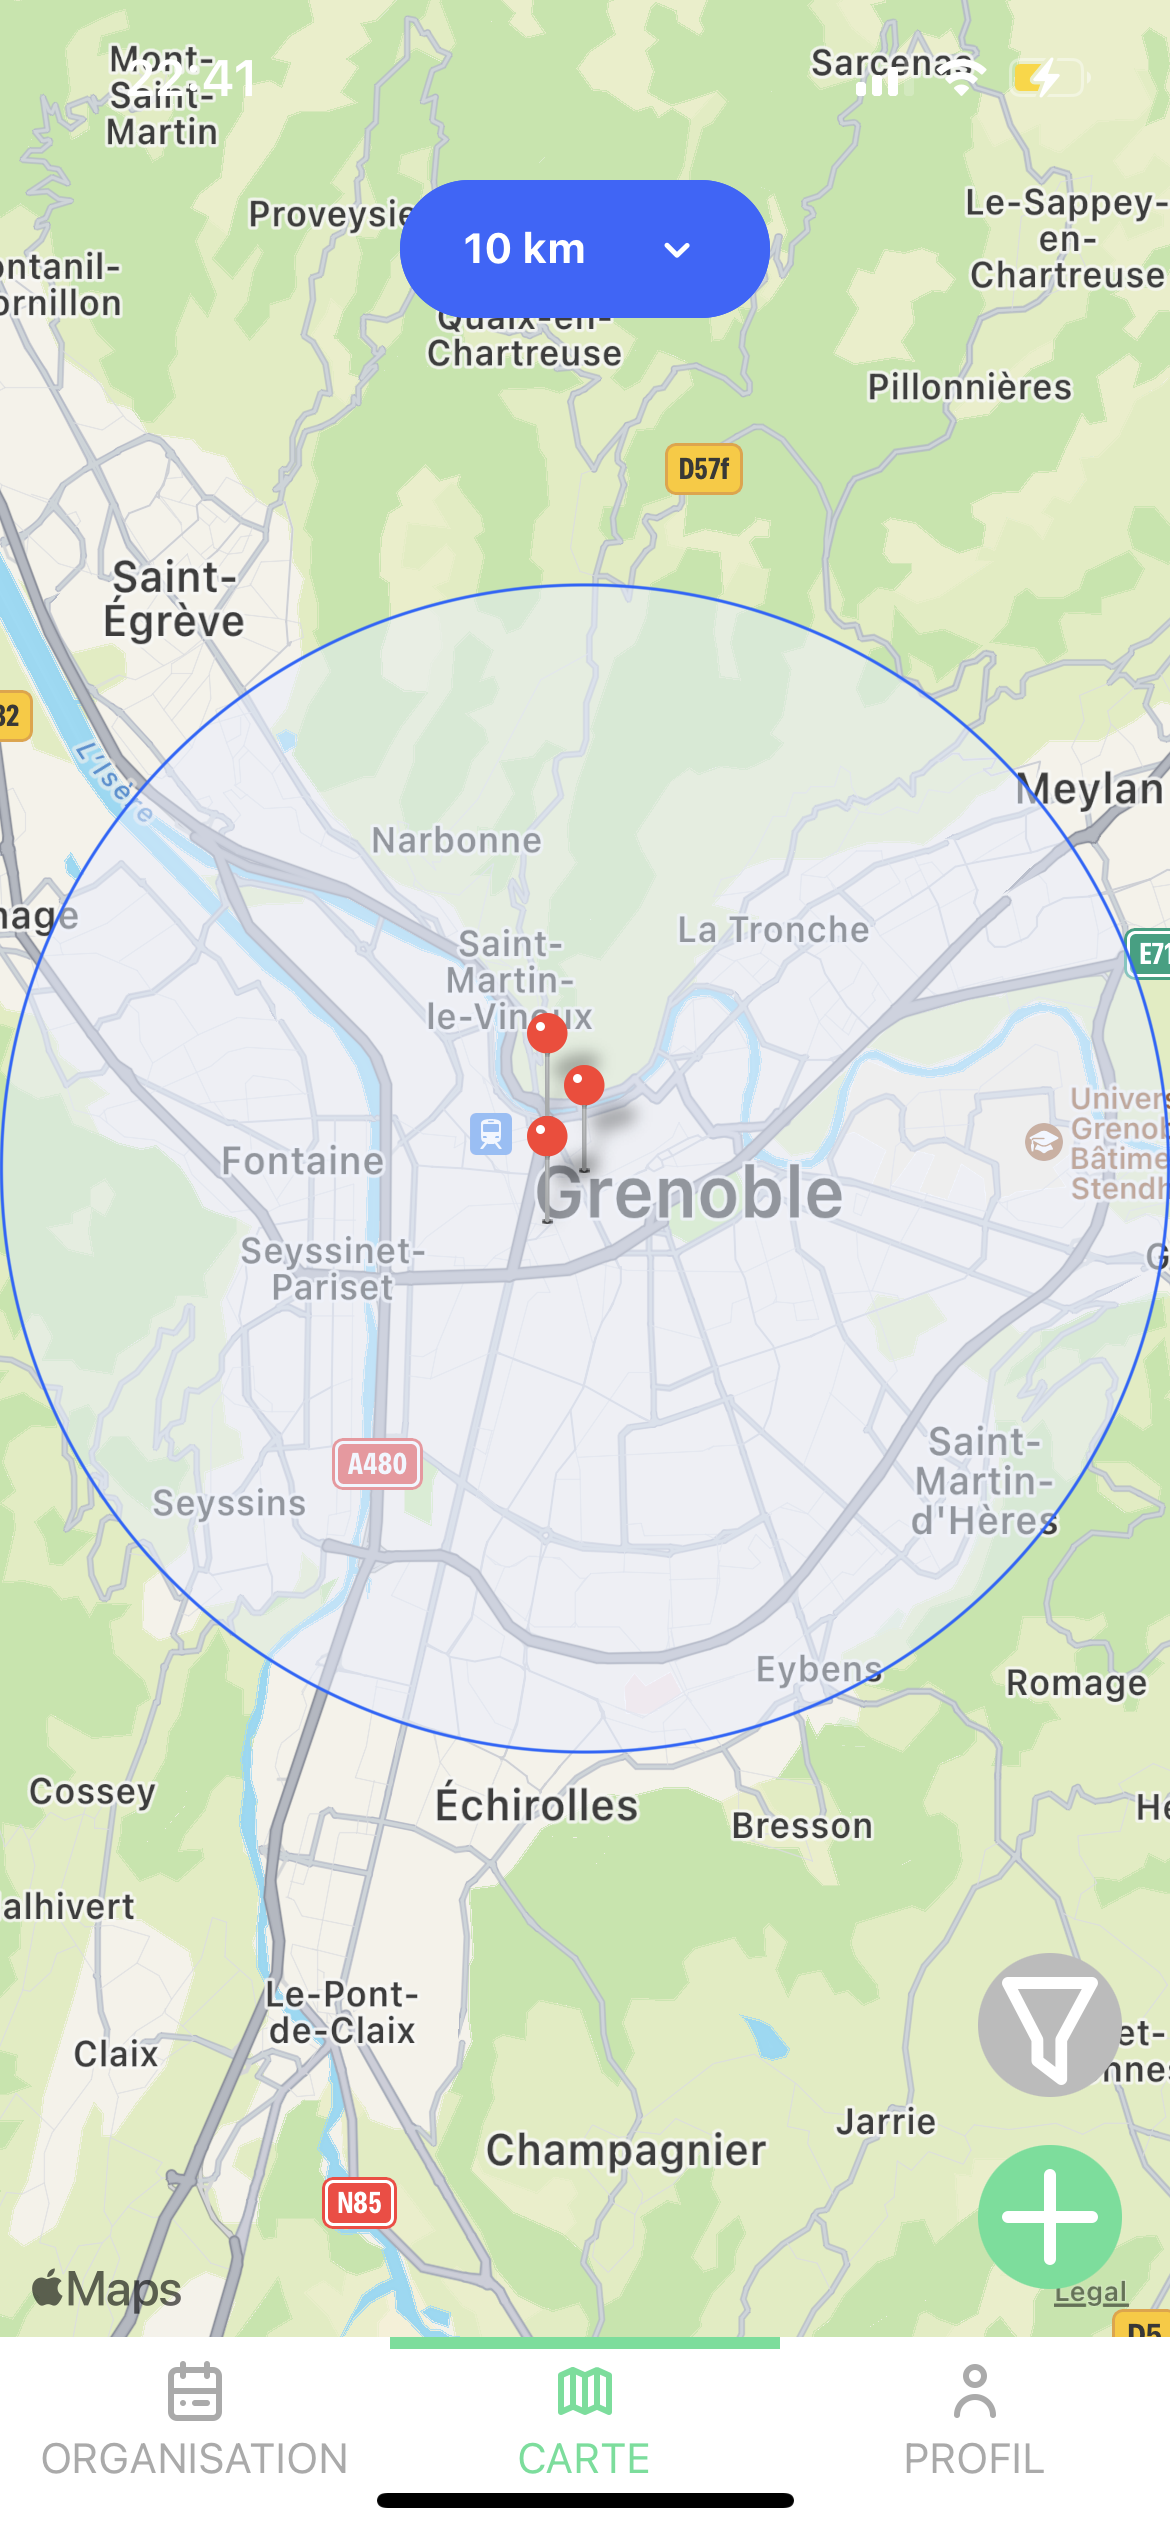 22:41
Mont-
Saint-
Martin
Sarcenas
Proveysie
10 km
Le-Sappey-
en-
Chartreuse
ontanil-
ornillon
Quaix-en-
Chartreuse
Pillonnières
D57f
Saint-
Égrève
32
L'Isère
Meylan
Narbonne
nage
La Tronche
Saint-
Martin-
le-Vinoux
E71
Univers
Grenob
Bâtime
Stendh
Fontaine
Grenoble
Seyssinet-
Pariset
G
A480
Saint-
Martin-
d'Hères
Seyssins
Eybens
Romage
Cossey
Échirolles
Bresson
He
alhivert
Le-Pont-
de-Claix
Claix
et-
nnes
Jarrie
Champagnier
N85
Maps
Legal
D5
ORGANISATION
CARTE
PROFIL